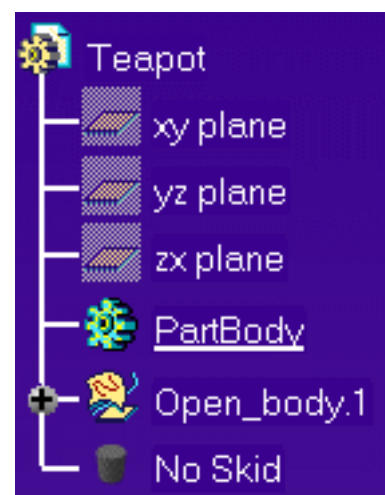 Teapot
xy plane
yz plane
zx plane
PartBody
Open_body.1
No Skid